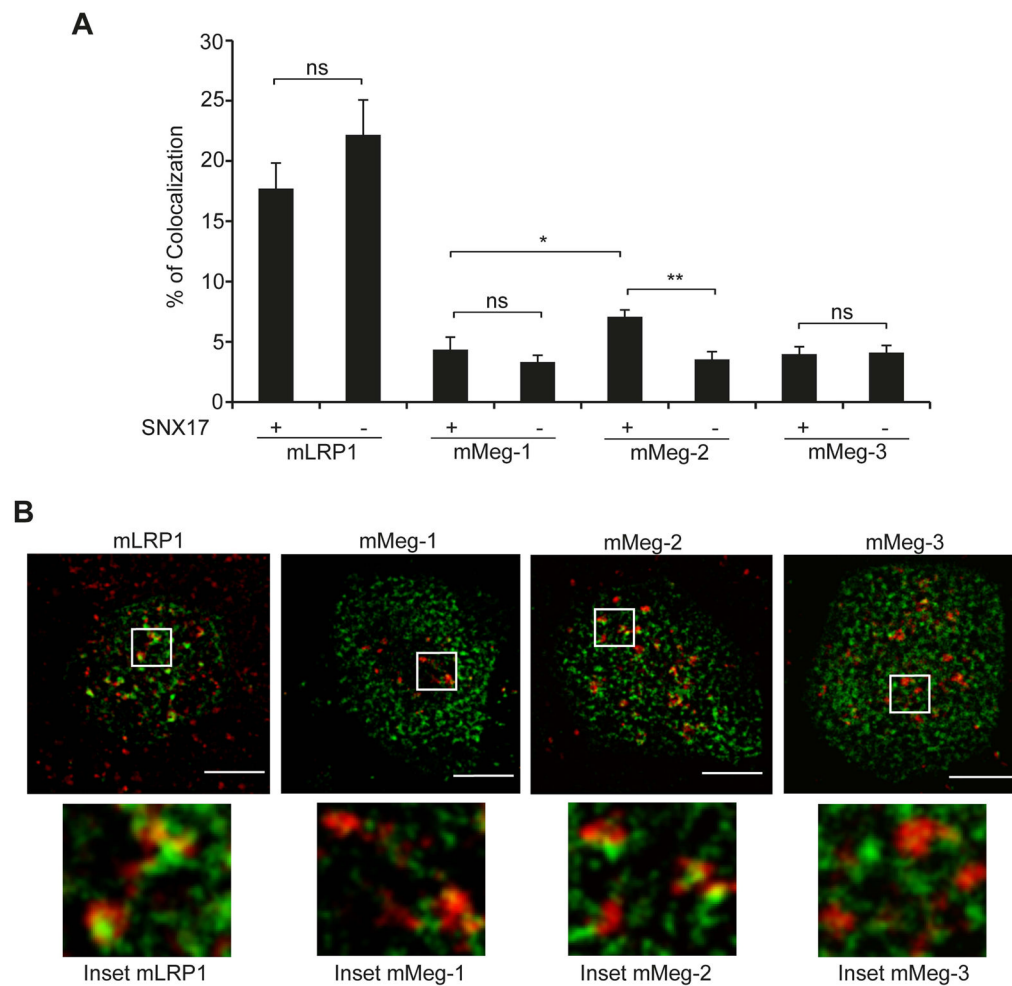 A
30
25
20
15
10
5
0
% of Colocalization
ns
*
ns
**
ns
SNX17 + - + - + - + -
mLRP1 mMeg-1 mMeg-2 mMeg-3
B
mLRP1 mMeg-1 mMeg-2 mMeg-3
Inset mLRP1 Inset mMeg-1 Inset mMeg-2 Inset mMeg-3